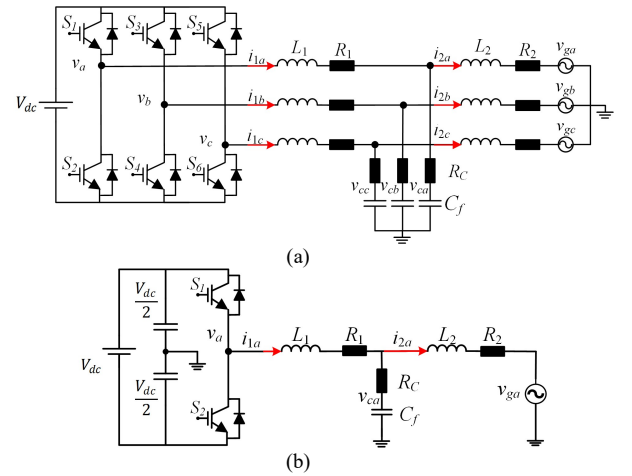 S1 S3 S5
i1a L1 R1 i2a L2 R2 vga
va
Vdc
vb i1b i2b vgb
vc i1c i2c vgc
S2 S4 S6
vcc vcb vca RC
Cf
(a)
S1
Vdc
2
va i1a L1 R1 i2a L2 R2
Vdc
Vdc
2
S2
RC
vca Cf
vga
(b)